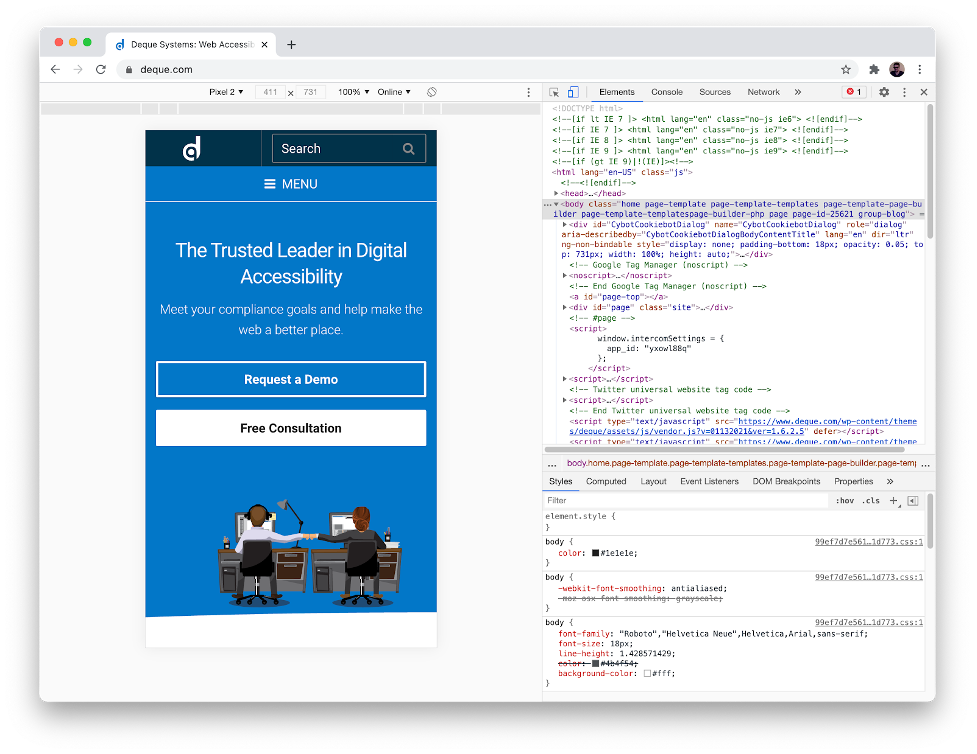 Deque Systems: Web Accessib
deque.com
Pixel 2 ▾ 411 x 731 100% ▾ Online ▾
Elements Console Sources Network » 1
Search
MENU
The Trusted Leader in Digital
Accessibility
Meet your compliance goals and help make the
web a better place.
Request a Demo
Free Consultation
<!DOCTYPE html>
<!--[if lt IE 7 ]> <html lang="en" class="no-js ie6"> <![endif]-->
<!--[if IE 7 ]> <html lang="en" class="no-js ie7"> <![endif]-->
<!--[if IE 8 ]> <html lang="en" class="no-js ie8"> <![endif]-->
<!--[if IE 9 ]> <html lang="en" class="no-js ie9"> <![endif]-->
<!--[if (gt IE 9)|!(IE)]><!-->
<html lang="en-US" class="js">
<!--<![endif]-->
<head>…</head>
<body class="home page-template page-template-templates page-template-page-bu
ilder page-template-templatespage-builder-php page page-id-25621 group-blog"> =
<div id="CybotCookiebotDialog" name="CybotCookiebotDialog" role="dialog"
aria-describedby="CybotCookiebotDialogBodyContentTitle" lang="en" dir="ltr"
ng-non-bindable style="display: none; padding-bottom: 18px; opacity: 0.05; to
p: 731px; width: 100%; height: auto;">…</div>
<!-- Google Tag Manager (noscript) -->
<noscript>…</noscript>
<!-- End Google Tag Manager (noscript) -->
<a id="page-top"></a>
<div id="page" class="site">…</div>
<!-- #page -->
<script>
window.intercomSettings = {
app_id: "yxowl88q"
};
</script>
<script>…</script>
<!-- Twitter universal website tag code -->
<script>…</script>
<!-- End Twitter universal website tag code -->
<script type="text/javascript" src="https://www.deque.com/wp-content/theme
s/deque/assets/js/vendor.js?v=01132021&ver=1.6.2.5" defer></script>
<script type="text/javascript" src="https://www.deque.com/wp-content/theme
... body.home.page-template.page-template-templates.page-template-page-builder.page-temp ...
Styles Computed Layout Event Listeners DOM Breakpoints Properties »
Filter :hov .cls +
element.style {
}
body { 99ef7d7e561…1d773.css:1
color: #1e1e1e;
}
body { 99ef7d7e561…1d773.css:1
-webkit-font-smoothing: antialiased;
-moz-osx-font-smoothing: grayscale;
}
body { 99ef7d7e561…1d773.css:1
font-family: "Roboto","Helvetica Neue",Helvetica,Arial,sans-serif;
font-size: 18px;
line-height: 1.428571429;
color: #4b4f54;
background-color: #fff;
}